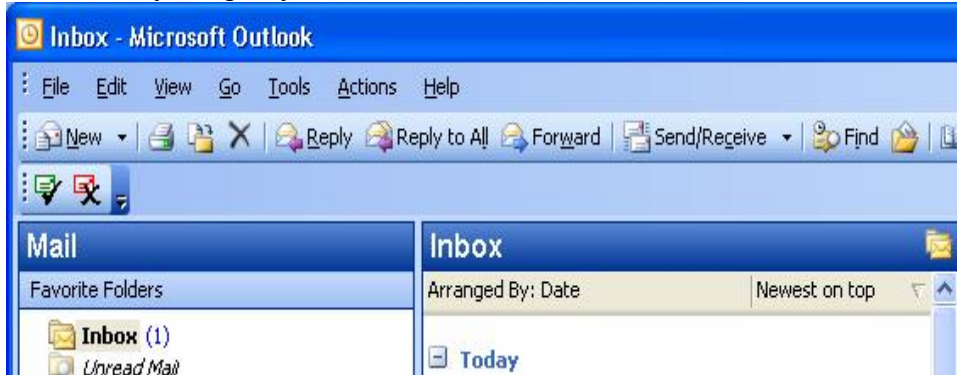 Inbox - Microsoft Outlook
File Edit View Go Tools Actions Help
New Reply Reply to All Forward Send/Receive Find
Mail
Inbox
Favorite Folders
Arranged By: Date Newest on top
Inbox (1)
Today
Unread Mail